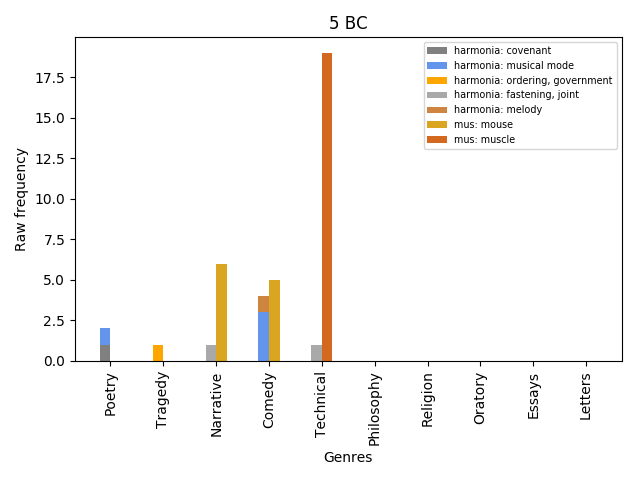 5 BC
harmonia: covenant
harmonia: musical mode
harmonia: ordering, government
harmonia: fastening, joint
harmonia: melody
mus: mouse
mus: muscle
Raw frequency
17.5
15.0
12.5
10.0
7.5
5.0
2.5
0.0
Poetry
Tragedy
Narrative
Comedy
Technical
Philosophy
Religion
Oratory
Essays
Letters
Genres